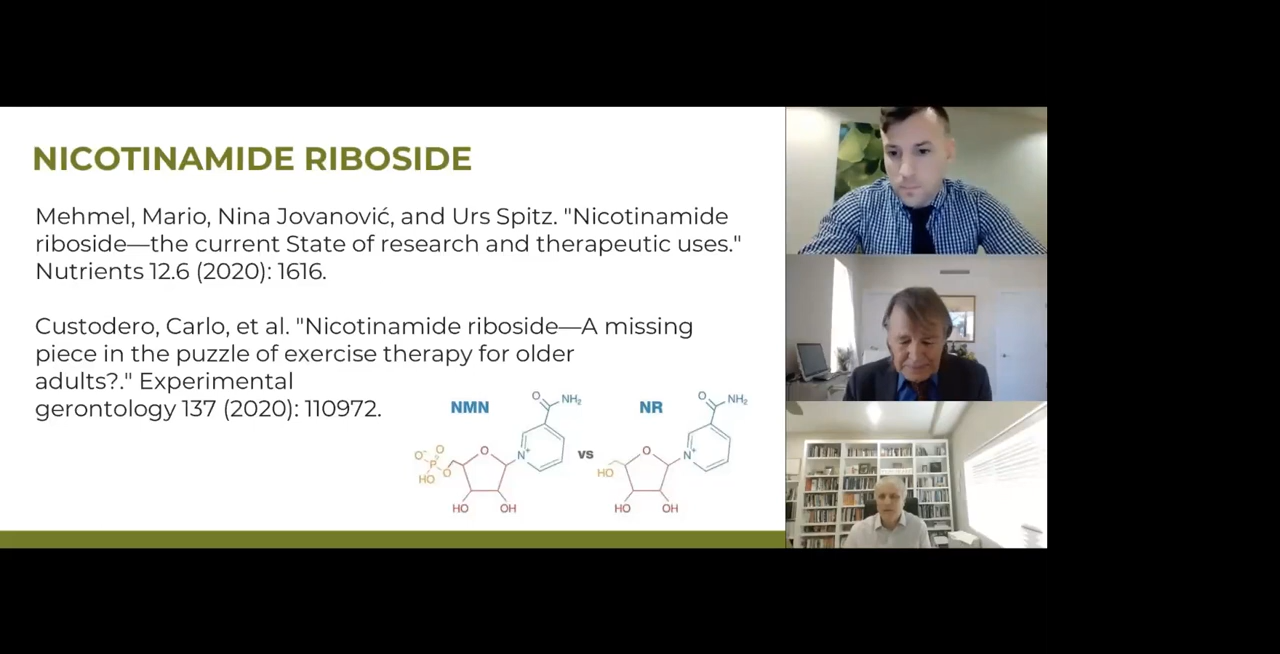 NICOTINAMIDE RIBOSIDE
Mehmel, Mario, Nina Jovanović, and Urs Spitz. "Nicotinamide
riboside—the current State of research and therapeutic uses."
Nutrients 12.6 (2020): 1616.
Custodero, Carlo, et al. "Nicotinamide riboside—A missing
piece in the puzzle of exercise therapy for older
adults?." Experimental
gerontology 137 (2020): 110972.
NMN
O
NH₂
O⁻
O
P
HO
O
O
N⁺
HO
OH
vs
NR
O
NH₂
HO
O
N⁺
HO
OH